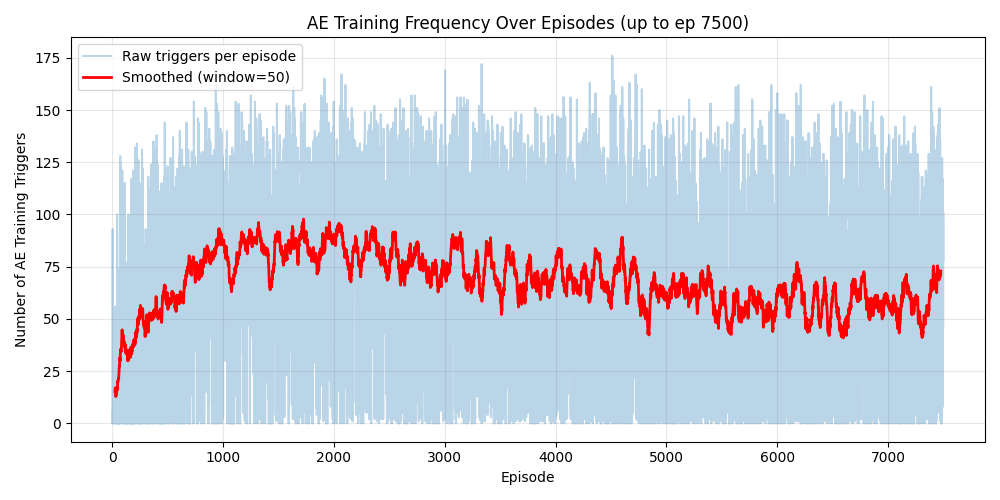 AE Training Frequency Over Episodes (up to ep 7500)
Raw triggers per episode
Smoothed (window=50)
Number of AE Training Triggers
175
150
125
100
75
50
25
0
0 1000 2000 3000 4000 5000 6000 7000
Episode